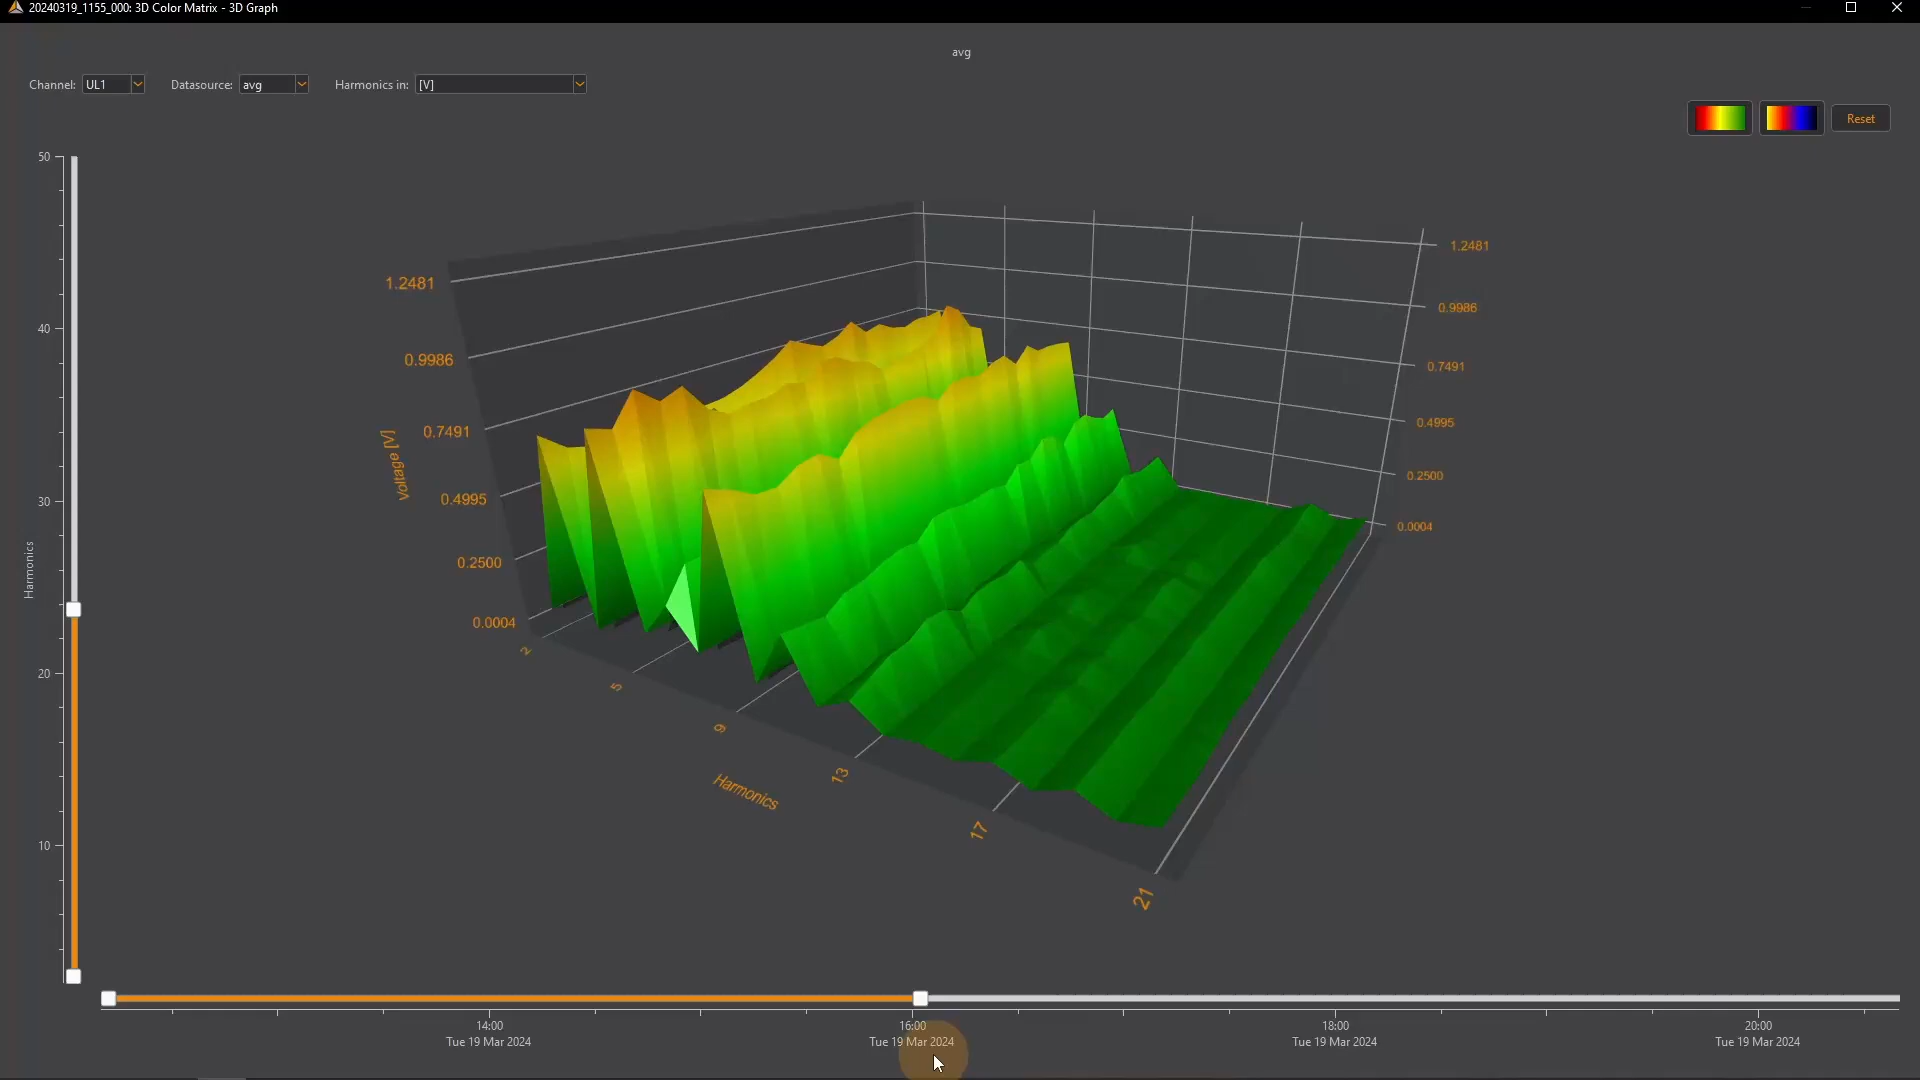 20240319_1155_000: 3D Color Matrix - 3D Graph
avg
Channel: UL1 Datasource: avg Harmonics in: [V]
Reset
50
40
30
20
10
Harmonics
1.2481
0.9986
0.7491
0.4995
0.2500
0.0004
Voltage [V]
1.2481
0.9986
0.7491
0.4995
0.2500
0.0004
2
5
9
13
17
21
Harmonics
14:00 16:00 18:00 20:00
Tue 19 Mar 2024 Tue 19 Mar 2024 Tue 19 Mar 2024 Tue 19 Mar 2024